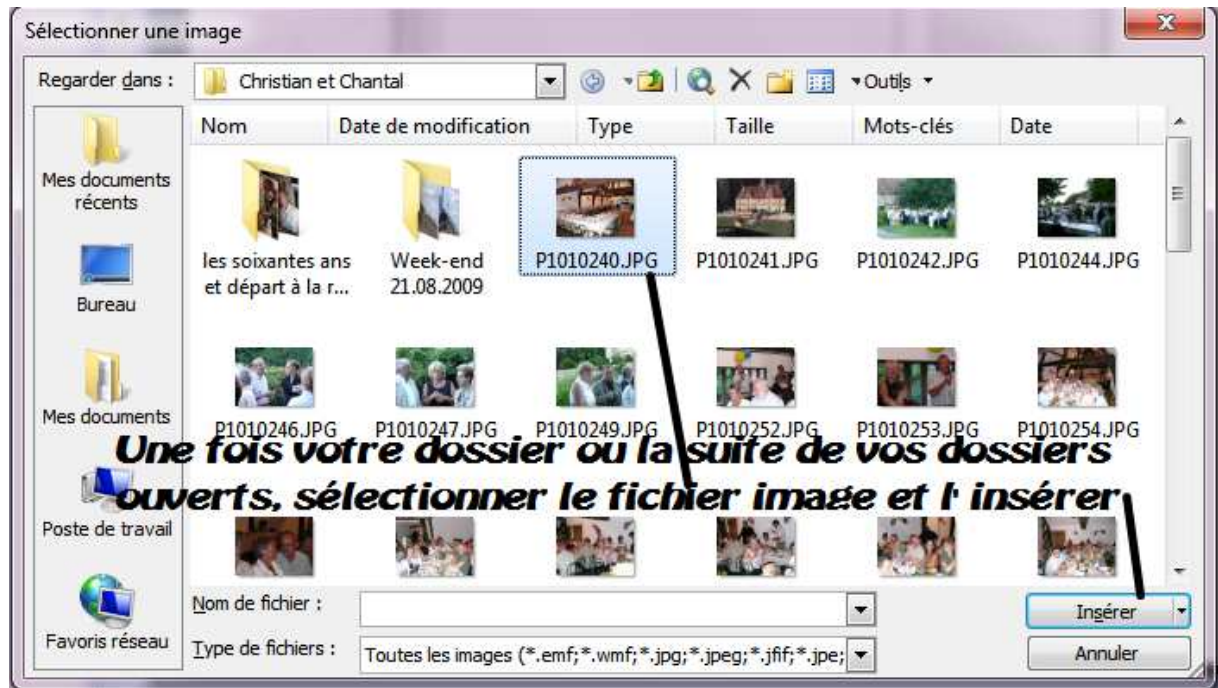 Sélectionner une image
Regarder dans :
Christian et Chantal
Outils
Nom Date de modification Type Taille Mots-clés Date
Mes documents
récents
Bureau
Mes documents
Poste de travail
Favoris réseau
les soixantes ans
et départ à la r...
Week-end
21.08.2009
P1010240.JPG
P1010241.JPG
P1010242.JPG
P1010244.JPG
P1010246.JPG
P1010247.JPG
P1010249.JPG
P1010252.JPG
P1010253.JPG
P1010254.JPG
Une fois votre dossier ou la suite de vos dossiers
ouverts, sélectionner le fichier image et l' insérer
Nom de fichier :
Insérer
Type de fichiers :
Toutes les images (*.emf;*.wmf;*.jpg;*.jpeg;*.jfif;*.jpe;
Annuler